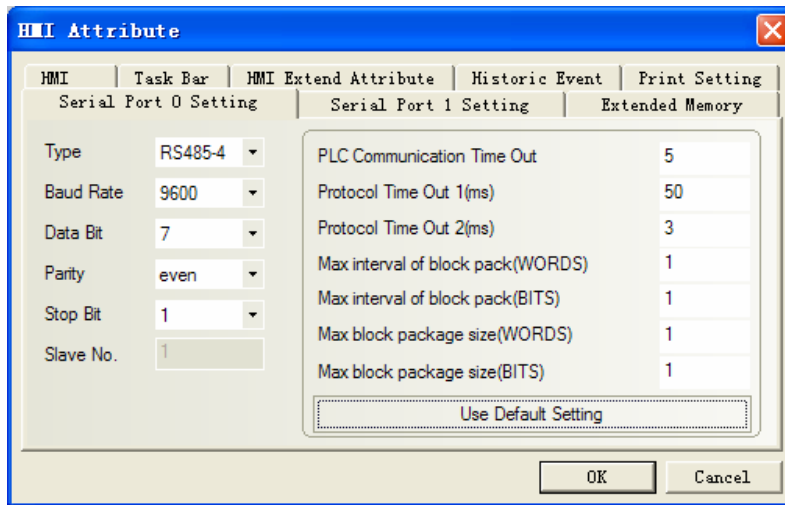 HMI Attribute
HMI Task Bar HMI Extend Attribute Historic Event Print Setting
Serial Port 0 Setting Serial Port 1 Setting Extended Memory
Type RS485-4
Baud Rate 9600
Data Bit 7
Parity even
Stop Bit 1
Slave No. 1
PLC Communication Time Out 5
Protocol Time Out 1(ms) 50
Protocol Time Out 2(ms) 3
Max interval of block pack(WORDS) 1
Max interval of block pack(BITS) 1
Max block package size(WORDS) 1
Max block package size(BITS) 1
Use Default Setting
OK Cancel